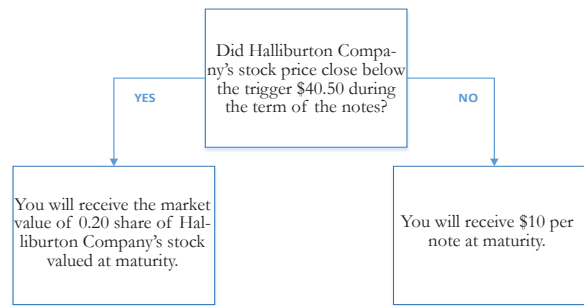 Did Halliburton Compa-
ny's stock price close below
the trigger $40.50 during
the term of the notes?
YES
NO
You will receive the market
value of 0.20 share of Hal-
liburton Company's stock
valued at maturity.
You will receive $10 per
note at maturity.